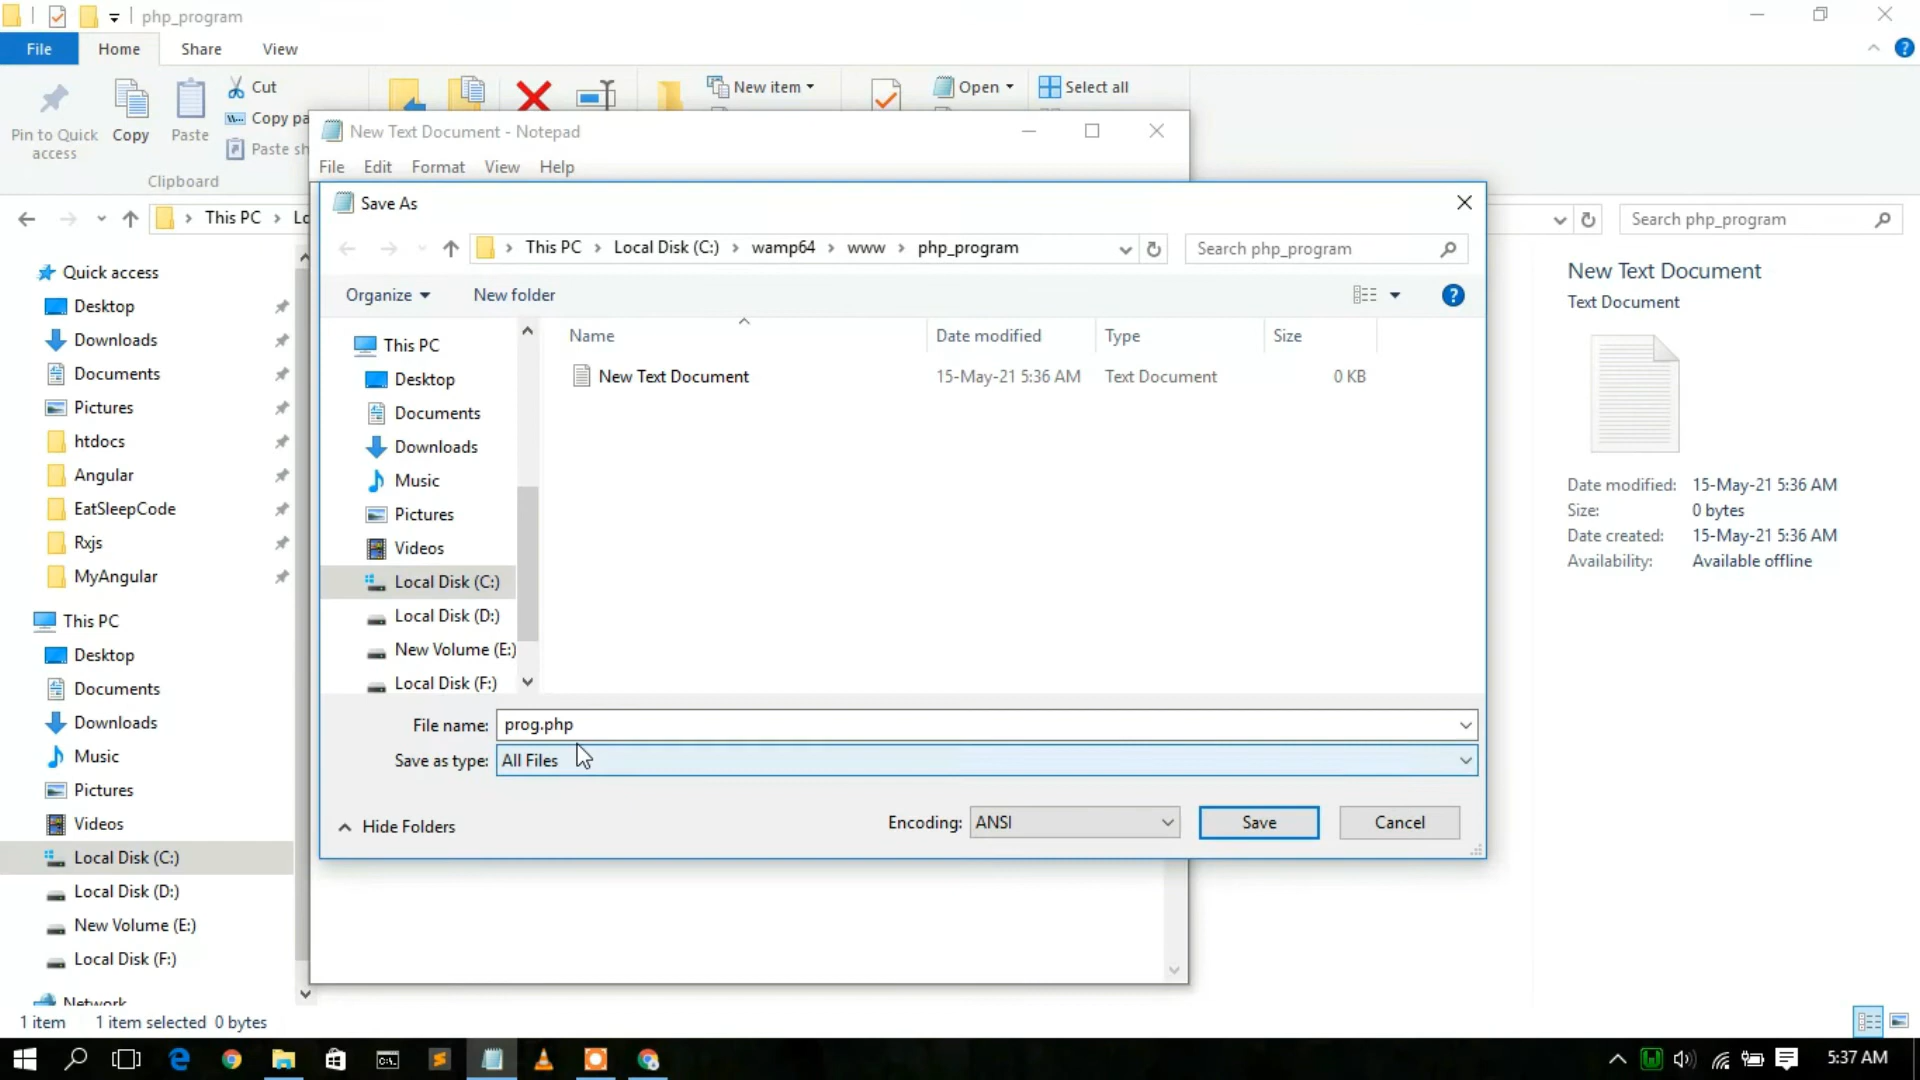 php_program
File Home Share View
Pin to Quick access
Copy
Paste
Cut
Copy pa
Paste sh
Clipboard
New item
Open
Select all
New Text Document - Notepad
File Edit Format View Help
This PC Lo
Search php_program
Save As
This PC Local Disk (C:) wamp64 www php_program
Search php_program
Organize New folder
Name Date modified Type Size
New Text Document 15-May-21 5:36 AM Text Document 0 KB
This PC
Desktop
Documents
Downloads
Music
Pictures
Videos
Local Disk (C:)
Local Disk (D:)
New Volume (E:)
Local Disk (F:)
File name: prog.php
Save as type: All Files
Hide Folders
Encoding: ANSI Save Cancel
Quick access
Desktop
Downloads
Documents
Pictures
htdocs
Angular
EatSleepCode
Rxjs
MyAngular
This PC
Desktop
Documents
Downloads
Music
Pictures
Videos
Local Disk (C:)
Local Disk (D:)
New Volume (E:)
Local Disk (F:)
Network
New Text Document
Text Document
Date modified: 15-May-21 5:36 AM
Size: 0 bytes
Date created: 15-May-21 5:36 AM
Availability: Available offline
1 item 1 item selected 0 bytes
5:37 AM